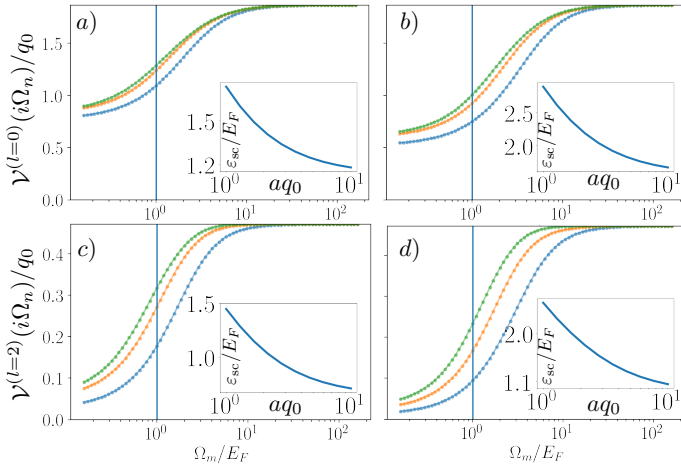 a)
𝒱^(l=0)(iΩ_n)/q_0
1.5
1.0
0.5
0.0
10^0
10^1
10^2
ε_sc/E_F
1.5
1.2
10^0
aq_0
10^1
b)
10^0
10^1
10^2
ε_sc/E_F
2.5
2.0
10^0
aq_0
10^1
c)
𝒱^(l=2)(iΩ_n)/q_0
0.4
0.3
0.2
0.1
0.0
10^0
10^1
10^2
Ω_m/E_F
ε_sc/E_F
1.5
1.0
10^0
aq_0
10^1
d)
10^0
10^1
10^2
Ω_m/E_F
ε_sc/E_F
2.0
1.1
10^0
aq_0
10^1